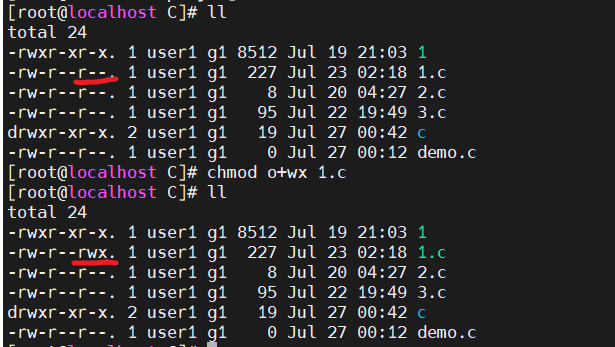 [root@localhost C]# ll
total 24
-rwxr-xr-x. 1 user1 g1 8512 Jul 19 21:03 1
-rw-r--r--. 1 user1 g1  227 Jul 23 02:18 1.c
-rw-r--r--. 1 user1 g1    8 Jul 20 04:27 2.c
-rw-r--r--. 1 user1 g1   95 Jul 22 19:49 3.c
drwxr-xr-x. 2 user1 g1   19 Jul 27 00:42 c
-rw-r--r--. 1 user1 g1    0 Jul 27 00:12 demo.c
[root@localhost C]# chmod o+wx 1.c
[root@localhost C]# ll
total 24
-rwxr-xr-x. 1 user1 g1 8512 Jul 19 21:03 1
-rw-r--rwx. 1 user1 g1  227 Jul 23 02:18 1.c
-rw-r--r--. 1 user1 g1    8 Jul 20 04:27 2.c
-rw-r--r--. 1 user1 g1   95 Jul 22 19:49 3.c
drwxr-xr-x. 2 user1 g1   19 Jul 27 00:42 c
-rw-r--r--. 1 user1 g1    0 Jul 27 00:12 demo.c
[root@localhost C]#